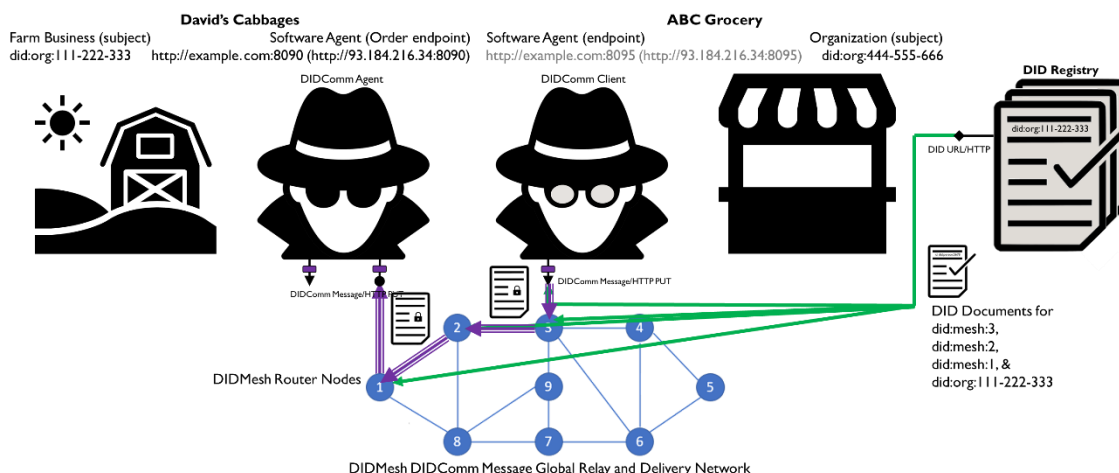 David's Cabbages
ABC Grocery
Farm Business (subject)
did:org:111-222-333
Software Agent (Order endpoint)
http://example.com:8090 (http://93.184.216.34:8090)
Software Agent (endpoint)
http://example.com:8095 (http://93.184.216.34:8095)
Organization (subject)
did:org:444-555-666
DID Registry
DIDComm Agent
DIDComm Client
did:org:111-222-333
DID URL/HTTP
DIDComm Message/HTTP PUT
DIDComm Message/HTTP PUT
DID Documents for
did:mesh:3,
did:mesh:2,
did:mesh:1, &
did:org:111-222-333
DIDMesh Router Nodes
1
2
3
4
5
9
8
7
6
DIDMesh DIDComm Message Global Relay and Delivery Network